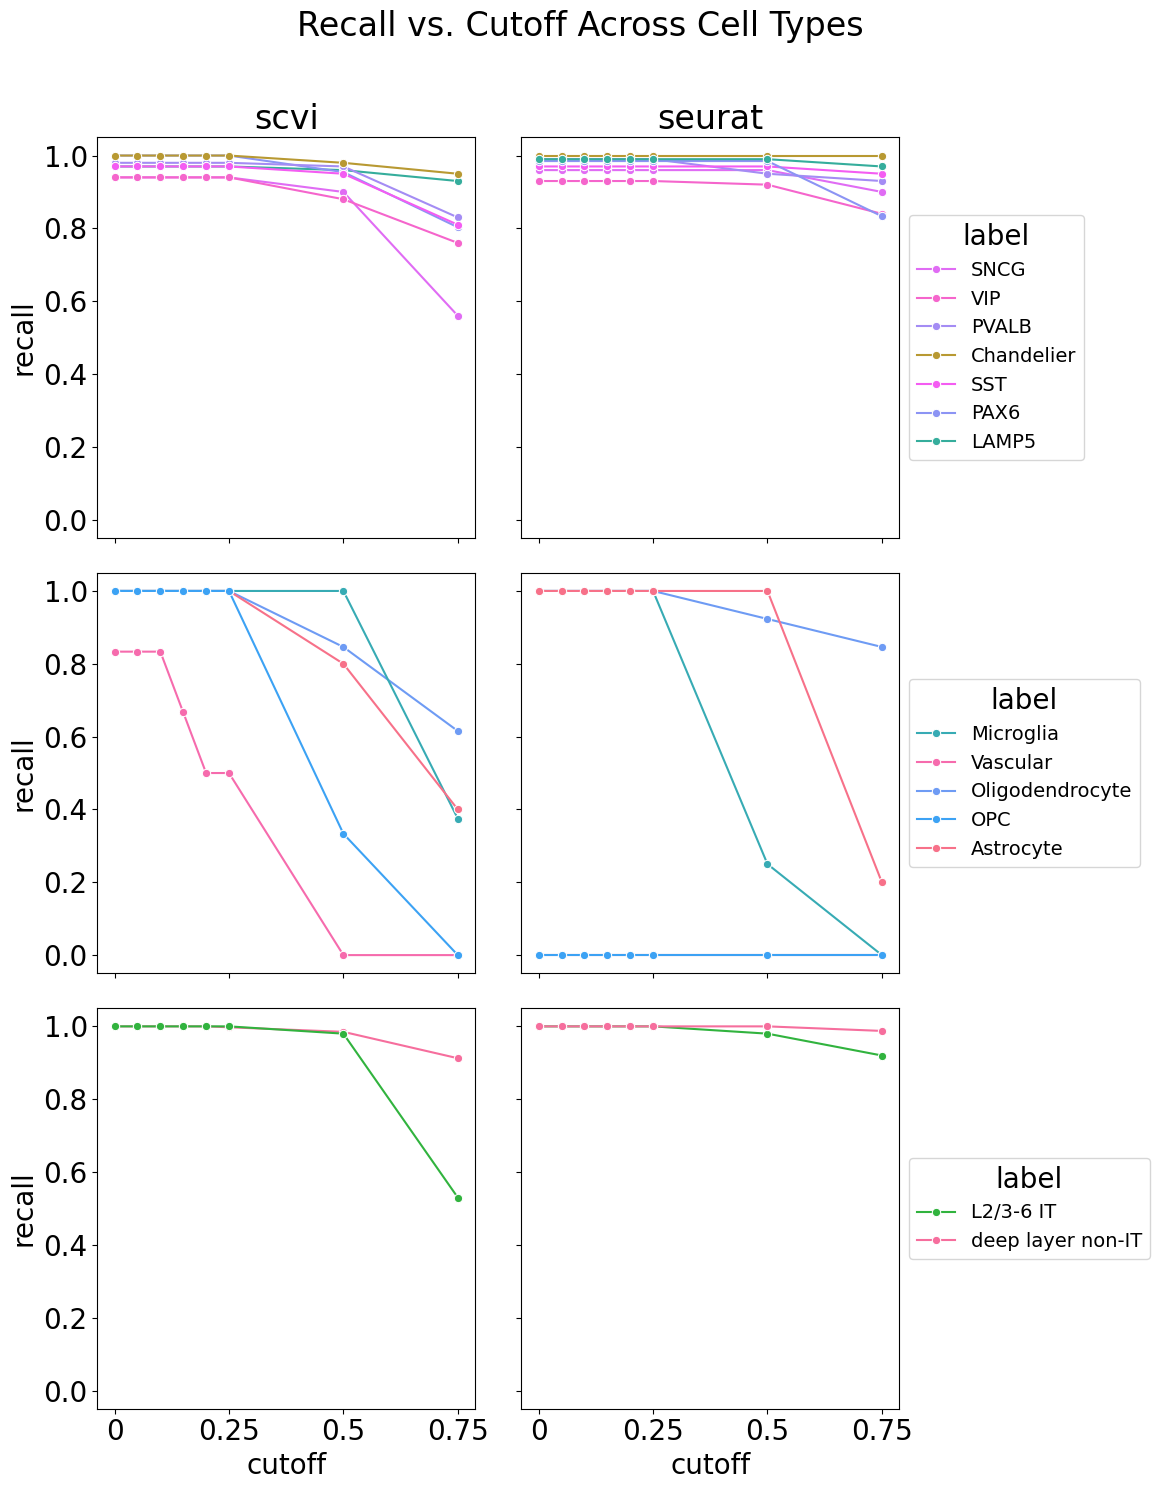 Recall vs. Cutoff Across Cell Types
scvi
seurat
1.0
0.8
0.6
0.4
0.2
0.0
recall
label
SNCG
VIP
PVALB
Chandelier
SST
PAX6
LAMP5
1.0
0.8
0.6
0.4
0.2
0.0
recall
label
Microglia
Vascular
Oligodendrocyte
OPC
Astrocyte
1.0
0.8
0.6
0.4
0.2
0.0
recall
label
L2/3-6 IT
deep layer non-IT
0 0.25 0.5 0.75
cutoff
0 0.25 0.5 0.75
cutoff